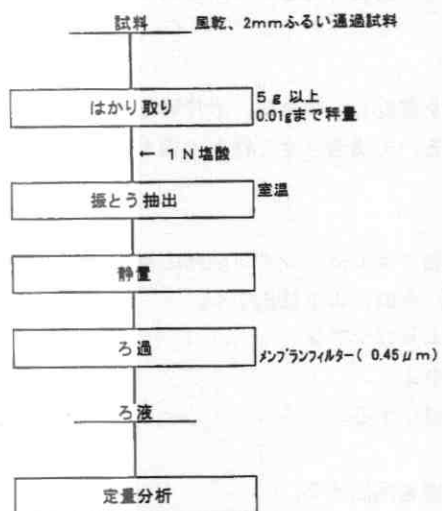 試料 風乾、2mmふるい通過試料
はかり取り 5g 以上
0.01gまで秤量
← 1N塩酸
振とう抽出 室温
静置
ろ過 メンブランフィルター( 0.45μm)
ろ液
定量分析